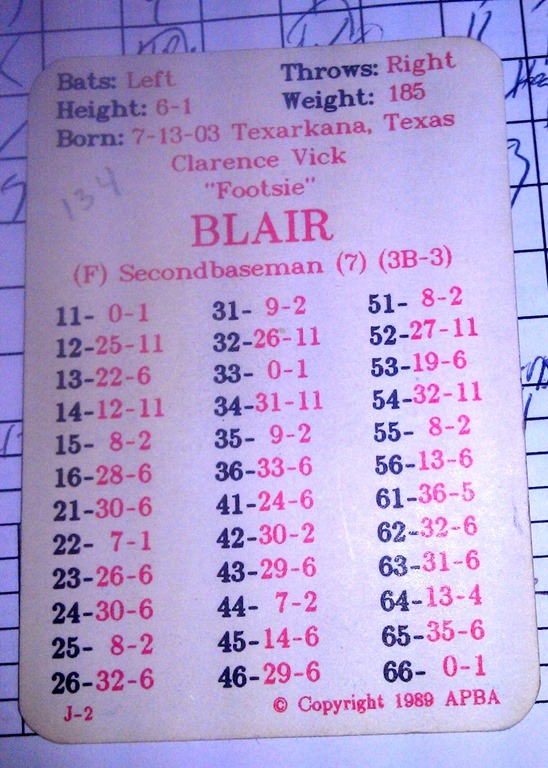 Bats: Left Throws: Right
Height: 6-1 Weight: 185
Born: 7-13-03 Texarkana, Texas
Clarence Vick
"Footsie"
134
BLAIR
(F) Secondbaseman (7) (3B-3)
11- 0-1 31- 9-2 51- 8-2
12-25-11 32-26-11 52-27-11
13-22-6 33- 0-1 53-19-6
14-12-11 34-31-11 54-32-11
15- 8-2 35- 9-2 55- 8-2
16-28-6 36-33-6 56-13-6
21-30-6 41-24-6 61-36-5
22- 7-1 42-30-2 62-32-6
23-26-6 43-29-6 63-31-6
24-30-6 44- 7-2 64-13-4
25- 8-2 45-14-6 65-35-6
26-32-6 46-29-6 66- 0-1
J-2 © Copyright 1989 APBA